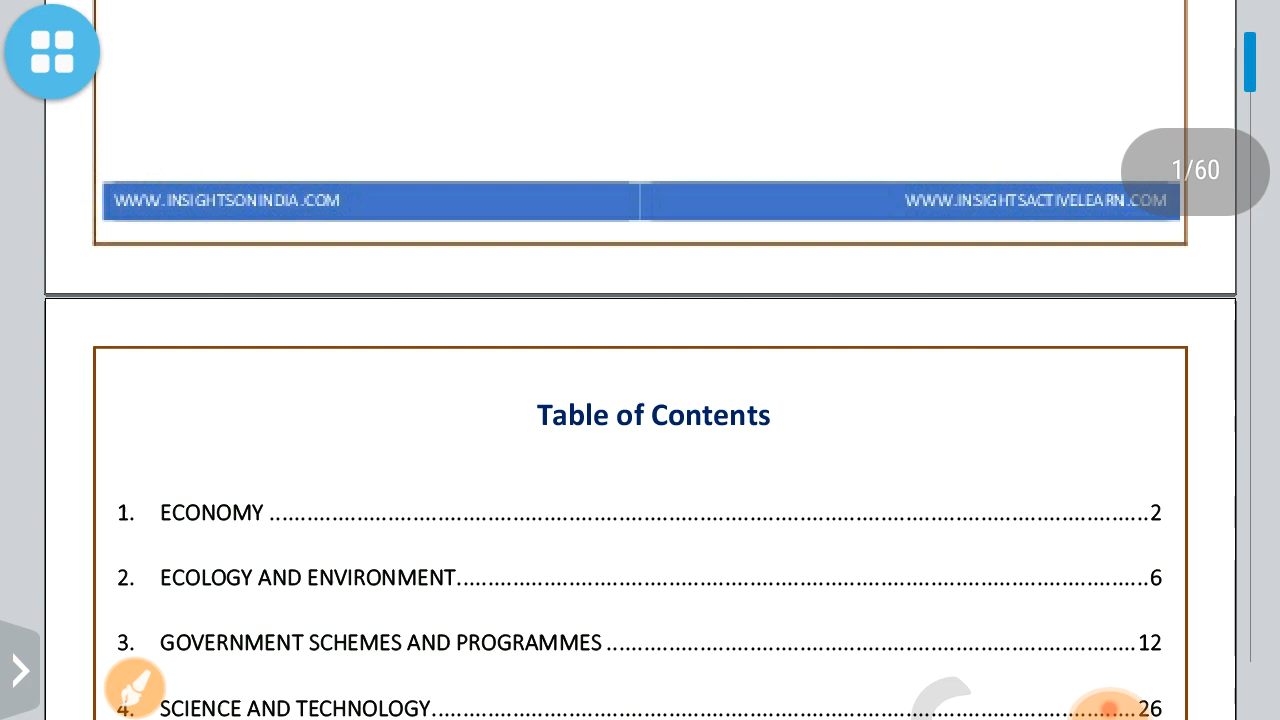 1/60
WWW.INSIGHTSONINDIA.COM WWW.INSIGHTSACTIVELEARN.COM
Table of Contents
1. ECONOMY ........................................................................................................................................2
2. ECOLOGY AND ENVIRONMENT...........................................................................................................6
3. GOVERNMENT SCHEMES AND PROGRAMMES ...................................................................................12
4. SCIENCE AND TECHNOLOGY...............................................................................................................26